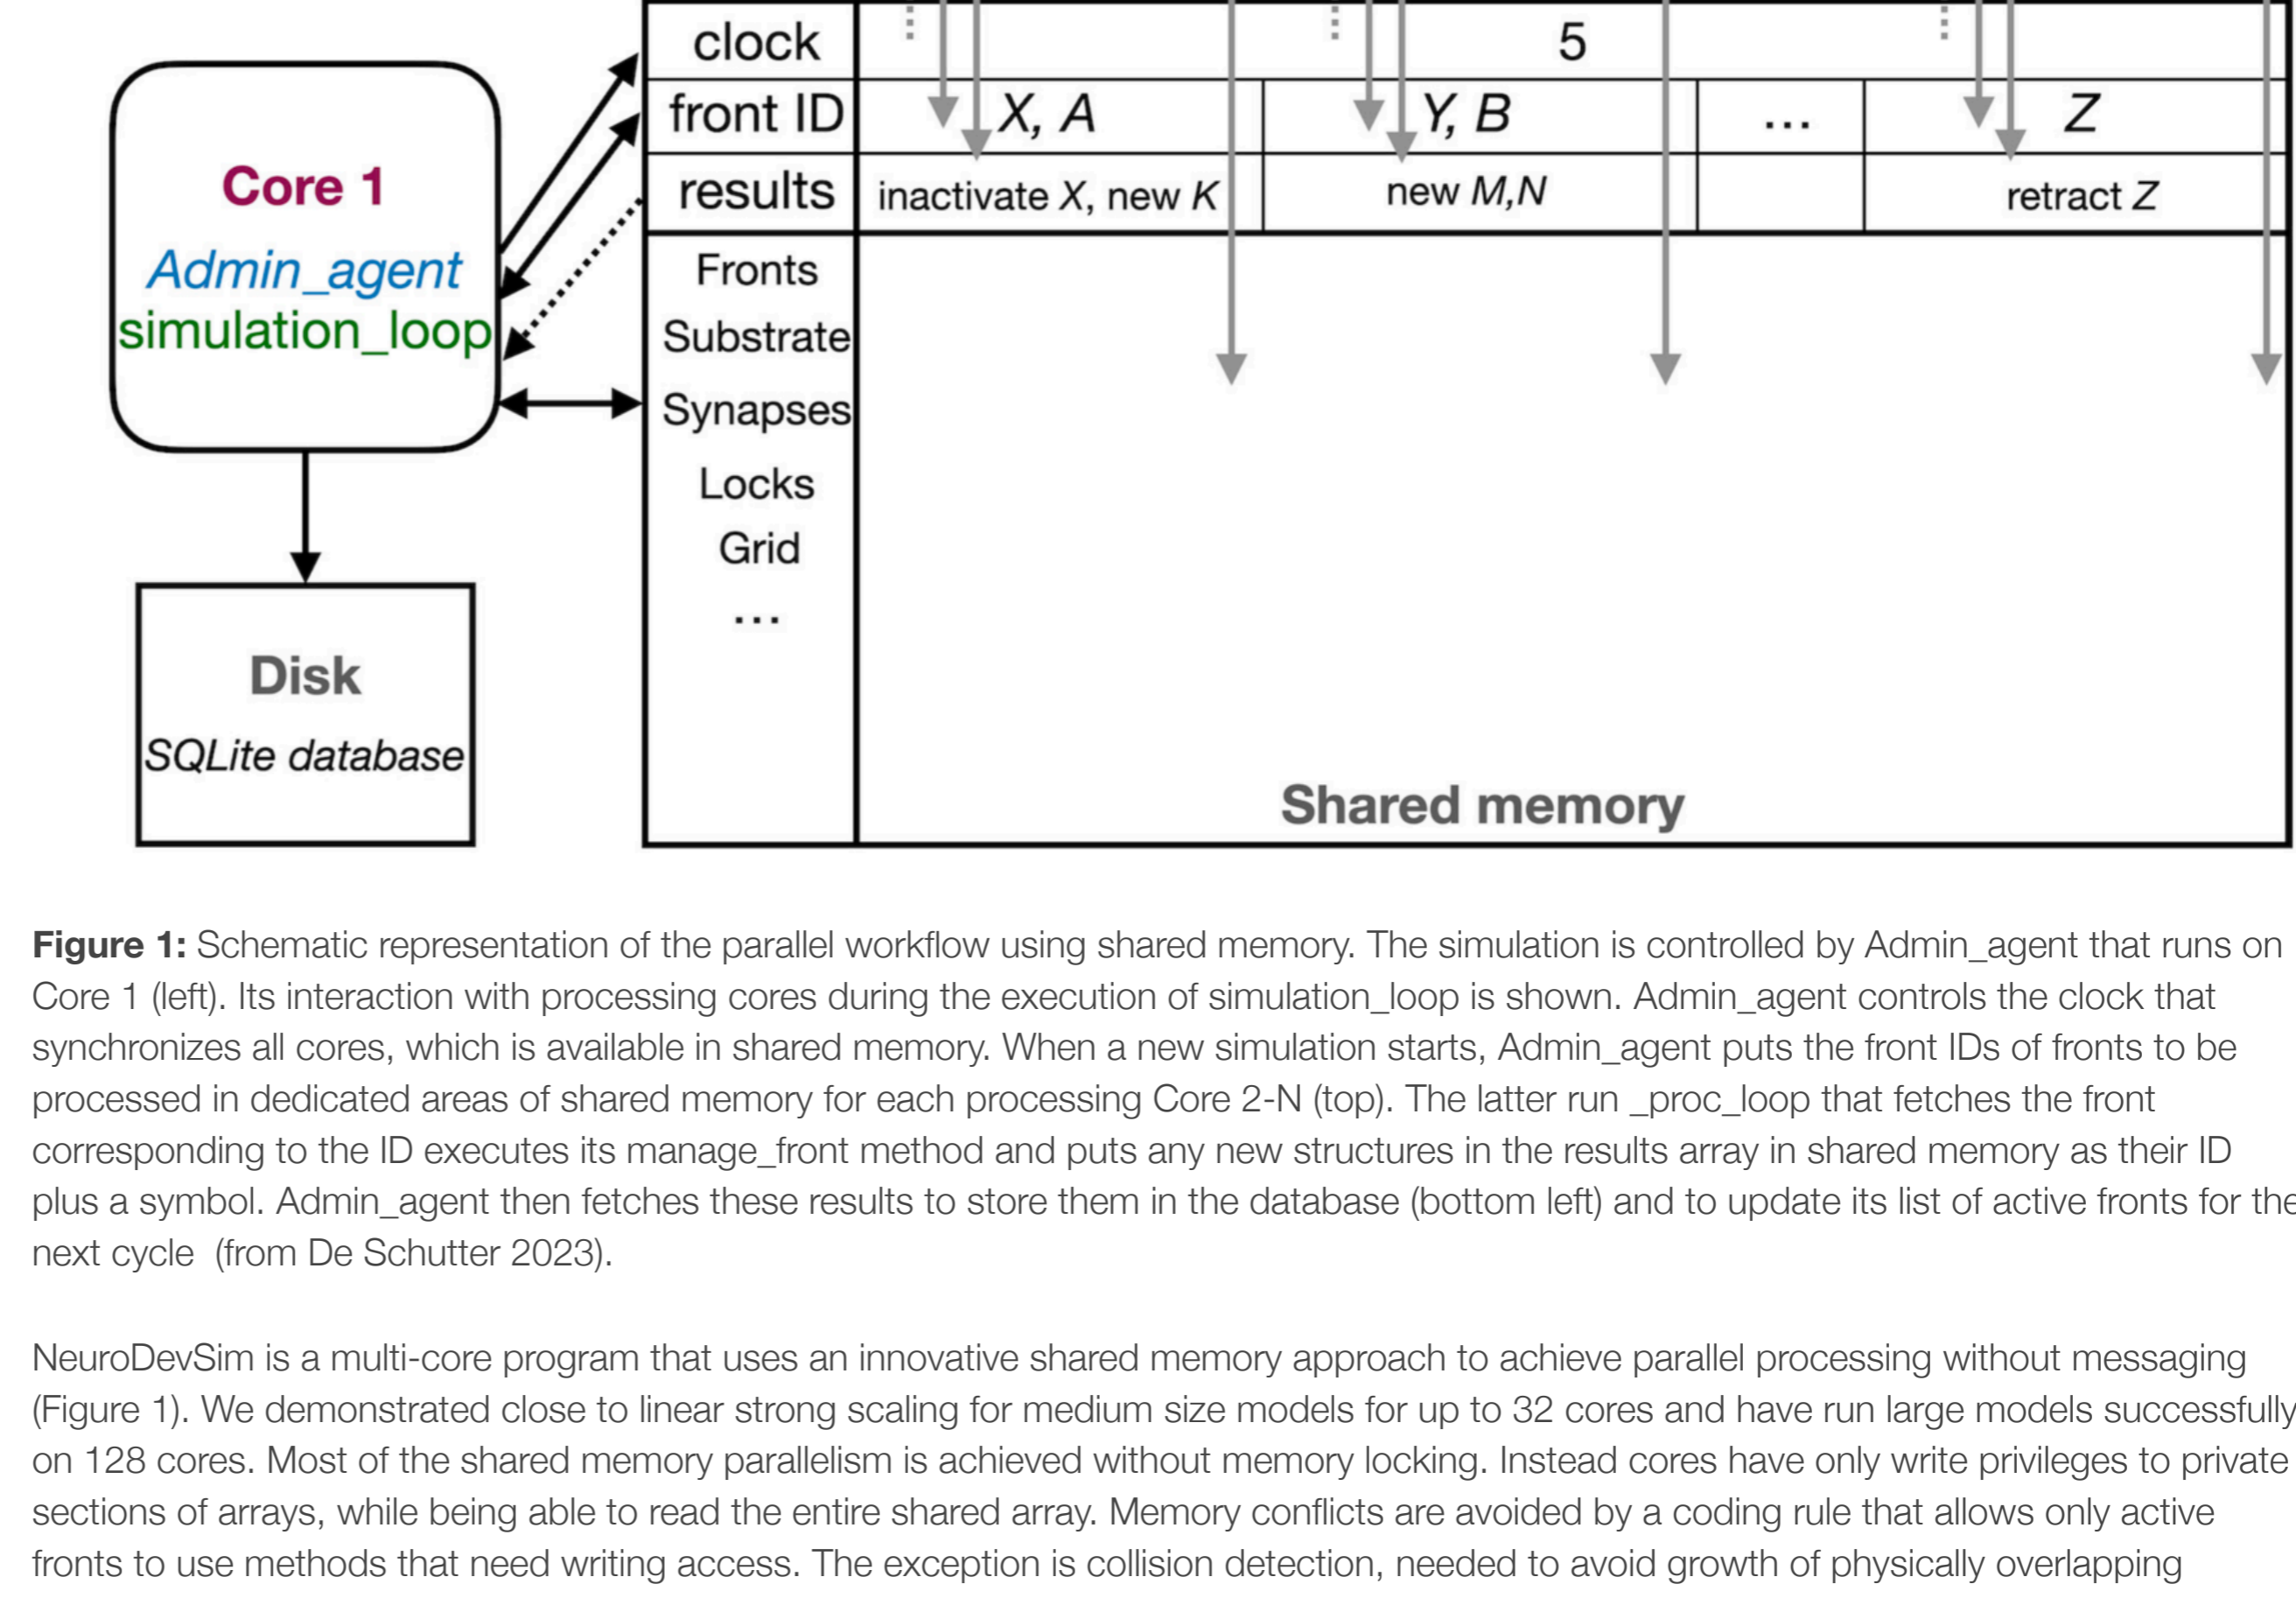 clock 5
front ID X, A Y, B ... Z
results inactivate X, new K new M,N retract Z
Core 1
Admin_agent
simulation_loop
Fronts
Substrate
Synapses
Locks
Grid
...
Disk
SQLite database
Shared memory
Figure 1: Schematic representation of the parallel workflow using shared memory. The simulation is controlled by Admin_agent that runs on
Core 1 (left). Its interaction with processing cores during the execution of simulation_loop is shown. Admin_agent controls the clock that
synchronizes all cores, which is available in shared memory. When a new simulation starts, Admin_agent puts the front IDs of fronts to be
processed in dedicated areas of shared memory for each processing Core 2-N (top). The latter run _proc_loop that fetches the front
corresponding to the ID executes its manage_front method and puts any new structures in the results array in shared memory as their ID
plus a symbol. Admin_agent then fetches these results to store them in the database (bottom left) and to update its list of active fronts for the
next cycle (from De Schutter 2023).
NeuroDevSim is a multi-core program that uses an innovative shared memory approach to achieve parallel processing without messaging
(Figure 1). We demonstrated close to linear strong scaling for medium size models for up to 32 cores and have run large models successfully
on 128 cores. Most of the shared memory parallelism is achieved without memory locking. Instead cores have only write privileges to private
sections of arrays, while being able to read the entire shared array. Memory conflicts are avoided by a coding rule that allows only active
fronts to use methods that need writing access. The exception is collision detection, needed to avoid growth of physically overlapping